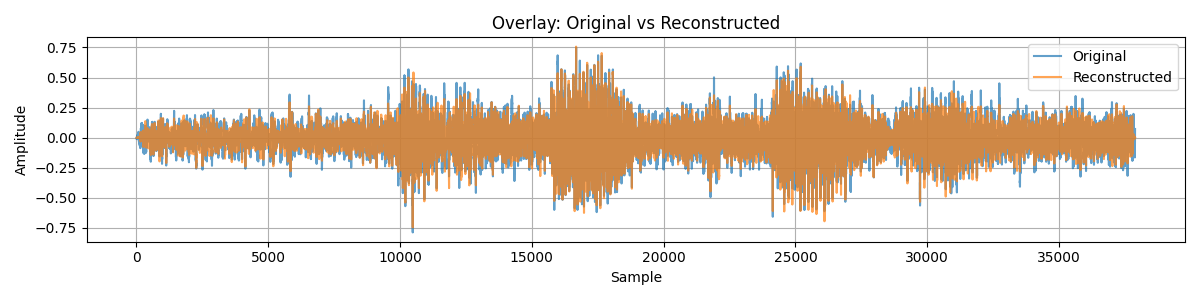 Overlay: Original vs Reconstructed
Original
Reconstructed
Amplitude
0.75
0.50
0.25
0.00
−0.25
−0.50
−0.75
0 5000 10000 15000 20000 25000 30000 35000
Sample